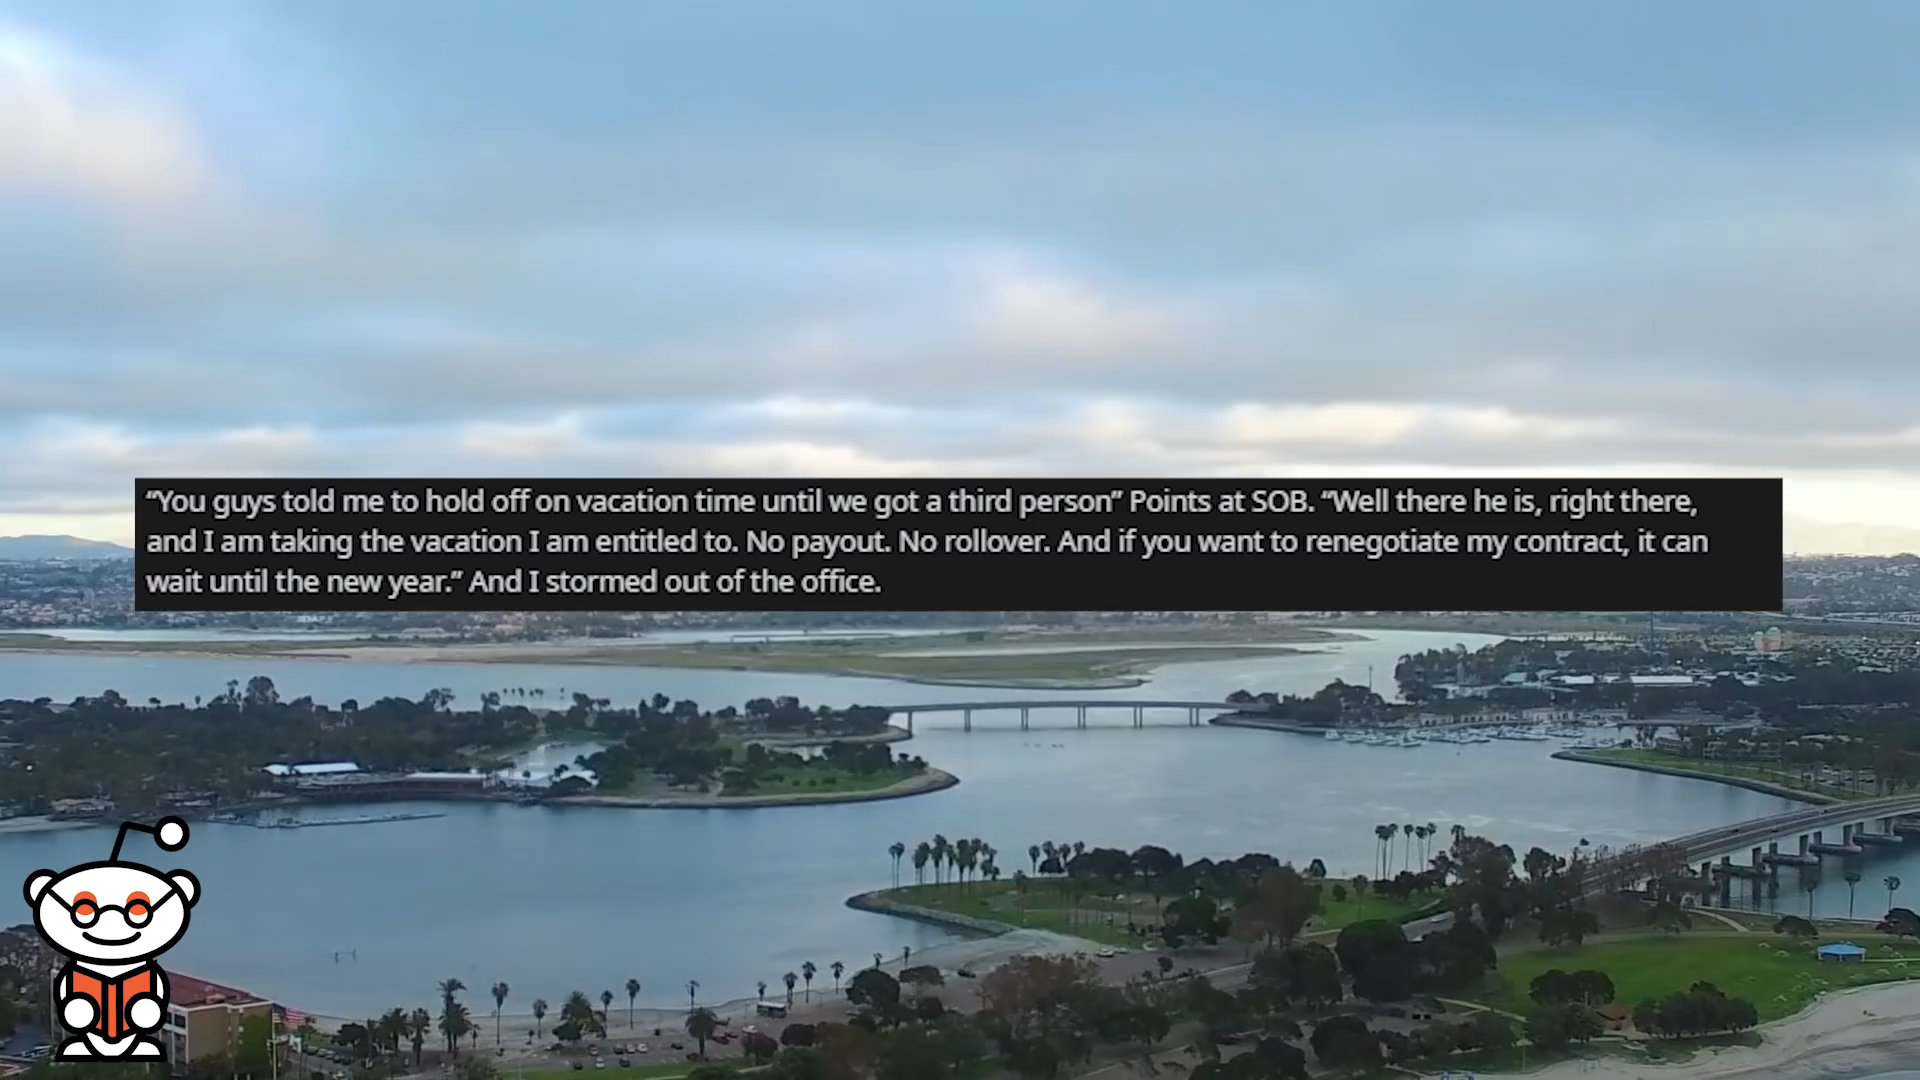 “You guys told me to hold off on vacation time until we got a third person” Points at SOB. “Well there he is, right there,
and I am taking the vacation I am entitled to. No payout. No rollover. And if you want to renegotiate my contract, it can
wait until the new year.” And I stormed out of the office.